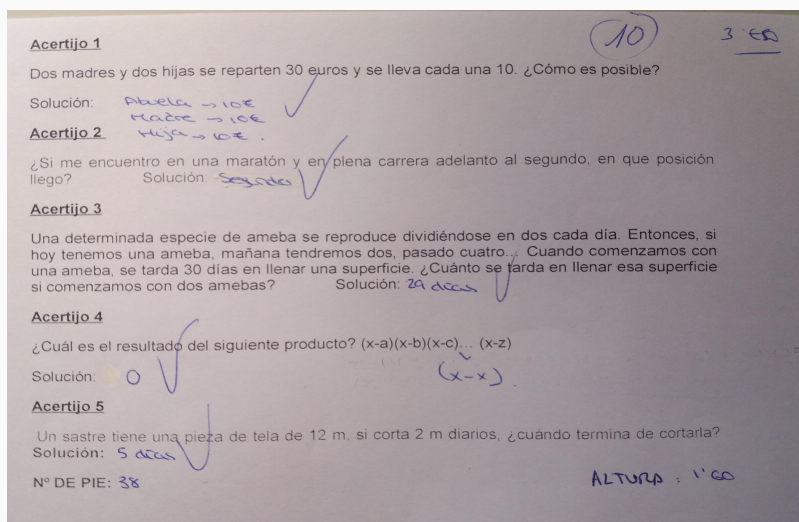 10
3ºESO
Acertijo 1
Dos madres y dos hijas se reparten 30 euros y se lleva cada una 10. ¿Cómo es posible?
Solución: Abuela → 10€
Madre → 10€
Hija → 10€.
Acertijo 2
¿Si me encuentro en una maratón y en plena carrera adelanto al segundo, en que posición
llego? Solución: Segundo
Acertijo 3
Una determinada especie de ameba se reproduce dividiéndose en dos cada día. Entonces, si
hoy tenemos una ameba, mañana tendremos dos, pasado cuatro... Cuando comenzamos con
una ameba, se tarda 30 días en llenar una superficie. ¿Cuánto se tarda en llenar esa superficie
si comenzamos con dos amebas? Solución: 29 días
Acertijo 4
¿Cuál es el resultado del siguiente producto? (x-a)(x-b)(x-c)... (x-z)
(x-x).
Solución: 0
Acertijo 5
Un sastre tiene una pieza de tela de 12 m. si corta 2 m diarios, ¿cuándo termina de cortarla?
Solución: 5 días
Nº DE PIE: 38
ALTURA: 1'60